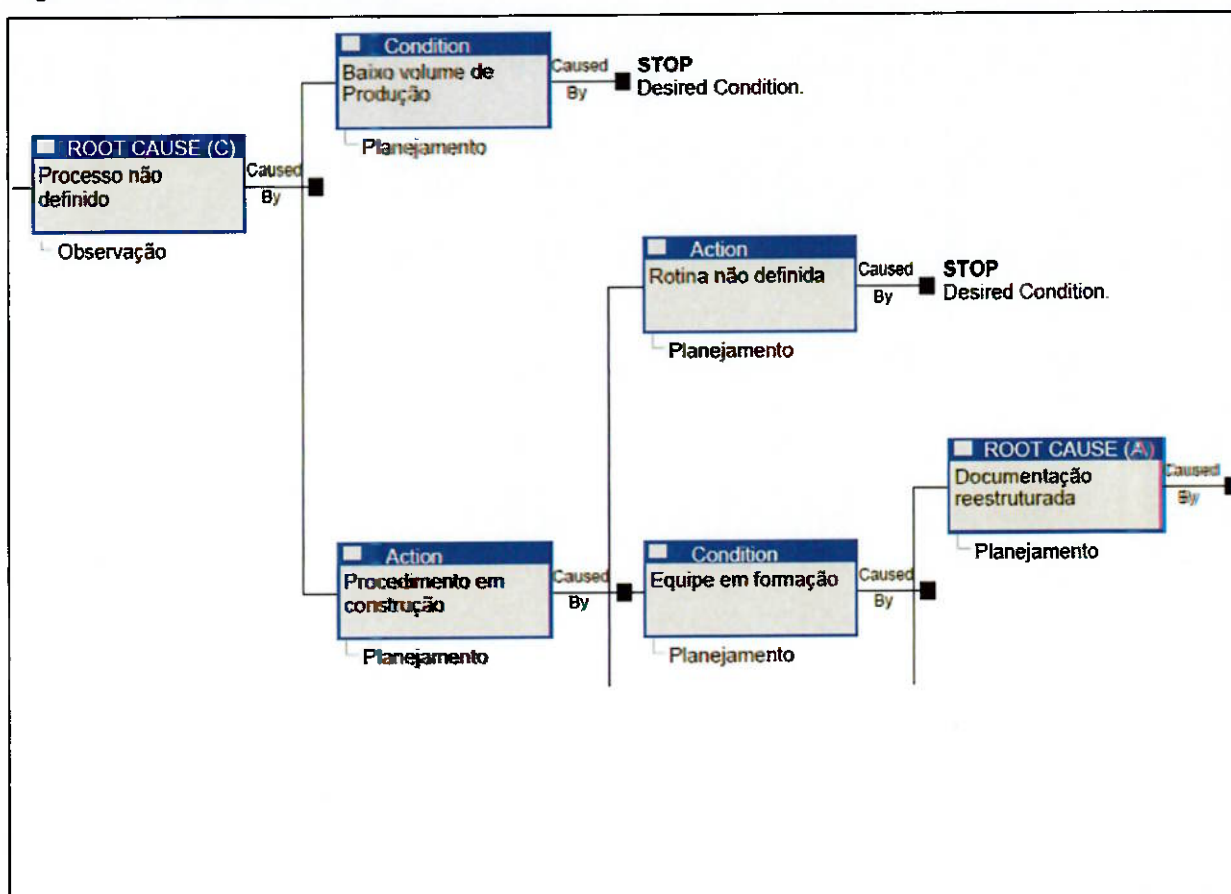 Condition
Baixo volume de
Produção
Planejamento
Caused
By
STOP
Desired Condition.
ROOT CAUSE (C)
Processo não
definido
Observação
Caused
By
Action
Rotina não definida
Planejamento
Caused
By
STOP
Desired Condition.
ROOT CAUSE (A)
Documentação
reestruturada
Planejamento
Caused
By
Action
Procedimento em
construção
Planejamento
Caused
By
Condition
Equipe em formação
Planejamento
Caused
By